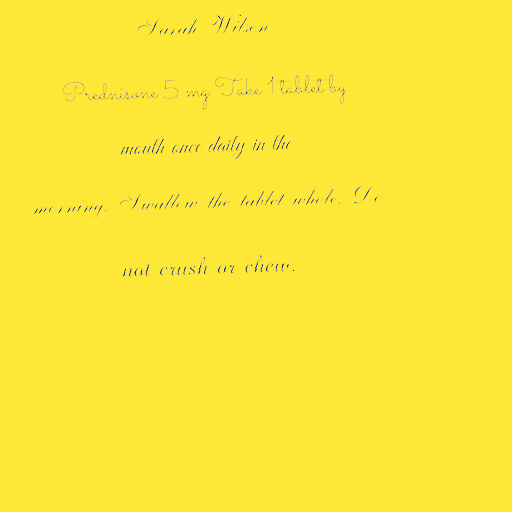 Sarah Wilson
Prednisone 5 mg Take 1 tablet by
mouth once daily in the
morning. Swallow the tablet whole. Do
not crush or chew.